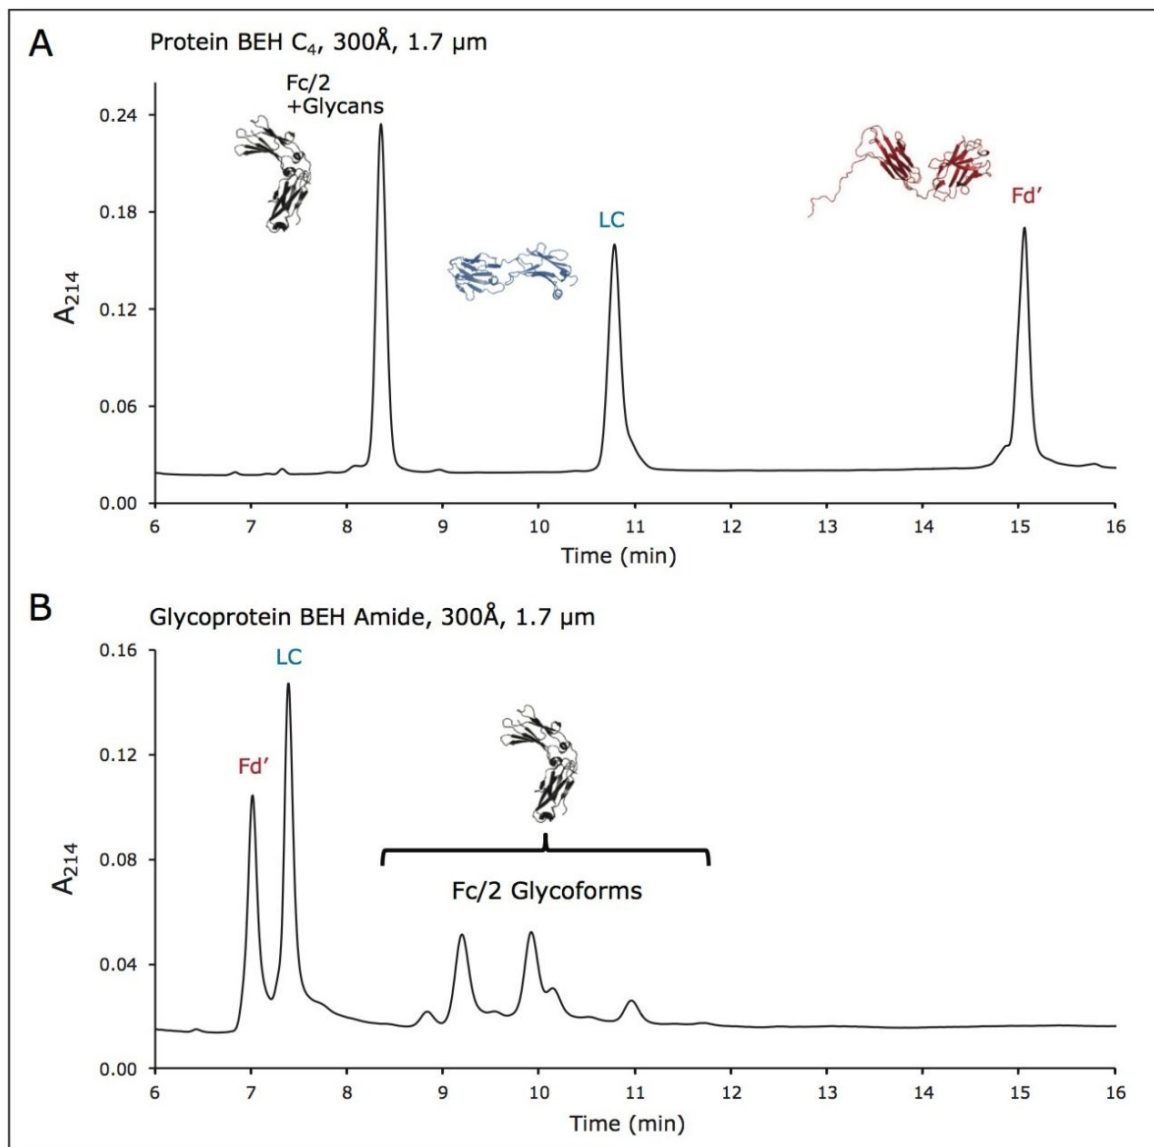 A
Protein BEH C₄, 300Å, 1.7 µm
Fc/2
+Glycans
LC
Fd′
0.24
0.18
0.12
0.06
0.00
A₂₁₄
6 7 8 9 10 11 12 13 14 15 16
Time (min)
B
Glycoprotein BEH Amide, 300Å, 1.7 µm
LC
Fd′
Fc/2 Glycoforms
0.16
0.12
0.08
0.04
0.00
A₂₁₄
6 7 8 9 10 11 12 13 14 15 16
Time (min)